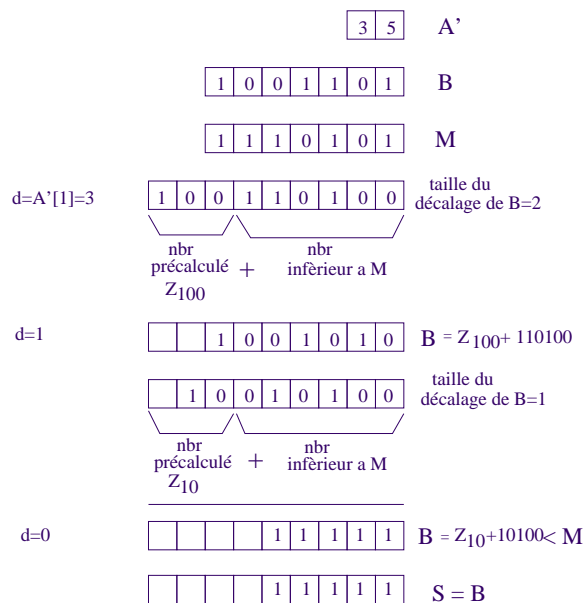 3 5 A'
1 0 0 1 1 0 1 B
1 1 1 0 1 0 1 M
d=A'[1]=3 1 0 0 1 1 0 1 0 0 taille du
décalage de B=2
nbr nbr
précalculé + infèrieur a M
Z100
d=1 1 0 0 1 0 1 0 B = Z100+ 110100
1 0 0 1 0 1 0 0 taille du
décalage de B=1
nbr nbr
précalculé + infèrieur a M
Z10
d=0 1 1 1 1 1 B = Z10+10100< M
1 1 1 1 1 S = B